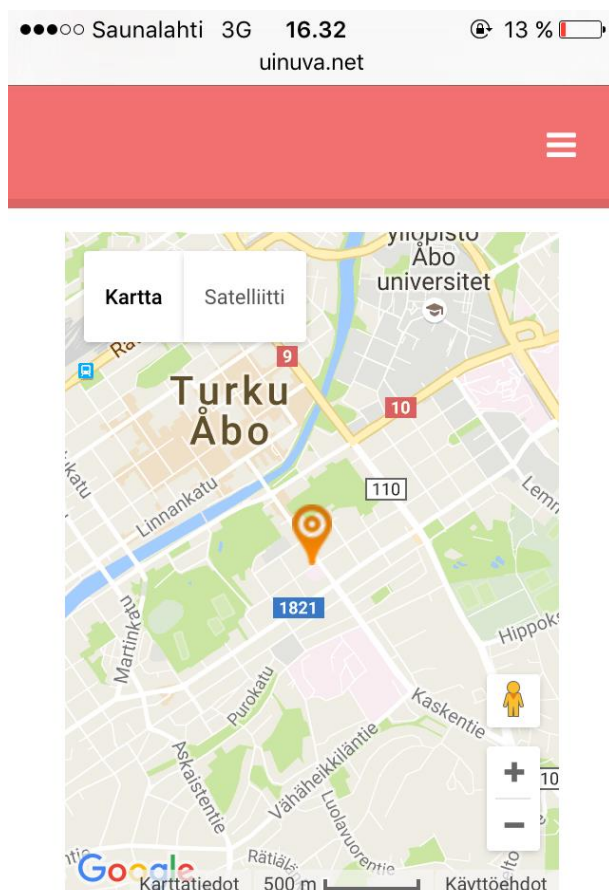 Saunalahti 3G 16.32 13 %
uinuva.net
yliopisto
Åbo
universitet
Kartta Satelliitti
9
Turku
Åbo
10
110
Linnankatu
1821
Martinkatu
Hippok
Purokatu
Kaskentie
Askaistentie
Vähäheikkiläntie
Luolavuorentie
+ 10
−
Google
Karttatiedot 500 m Käyttöehdot